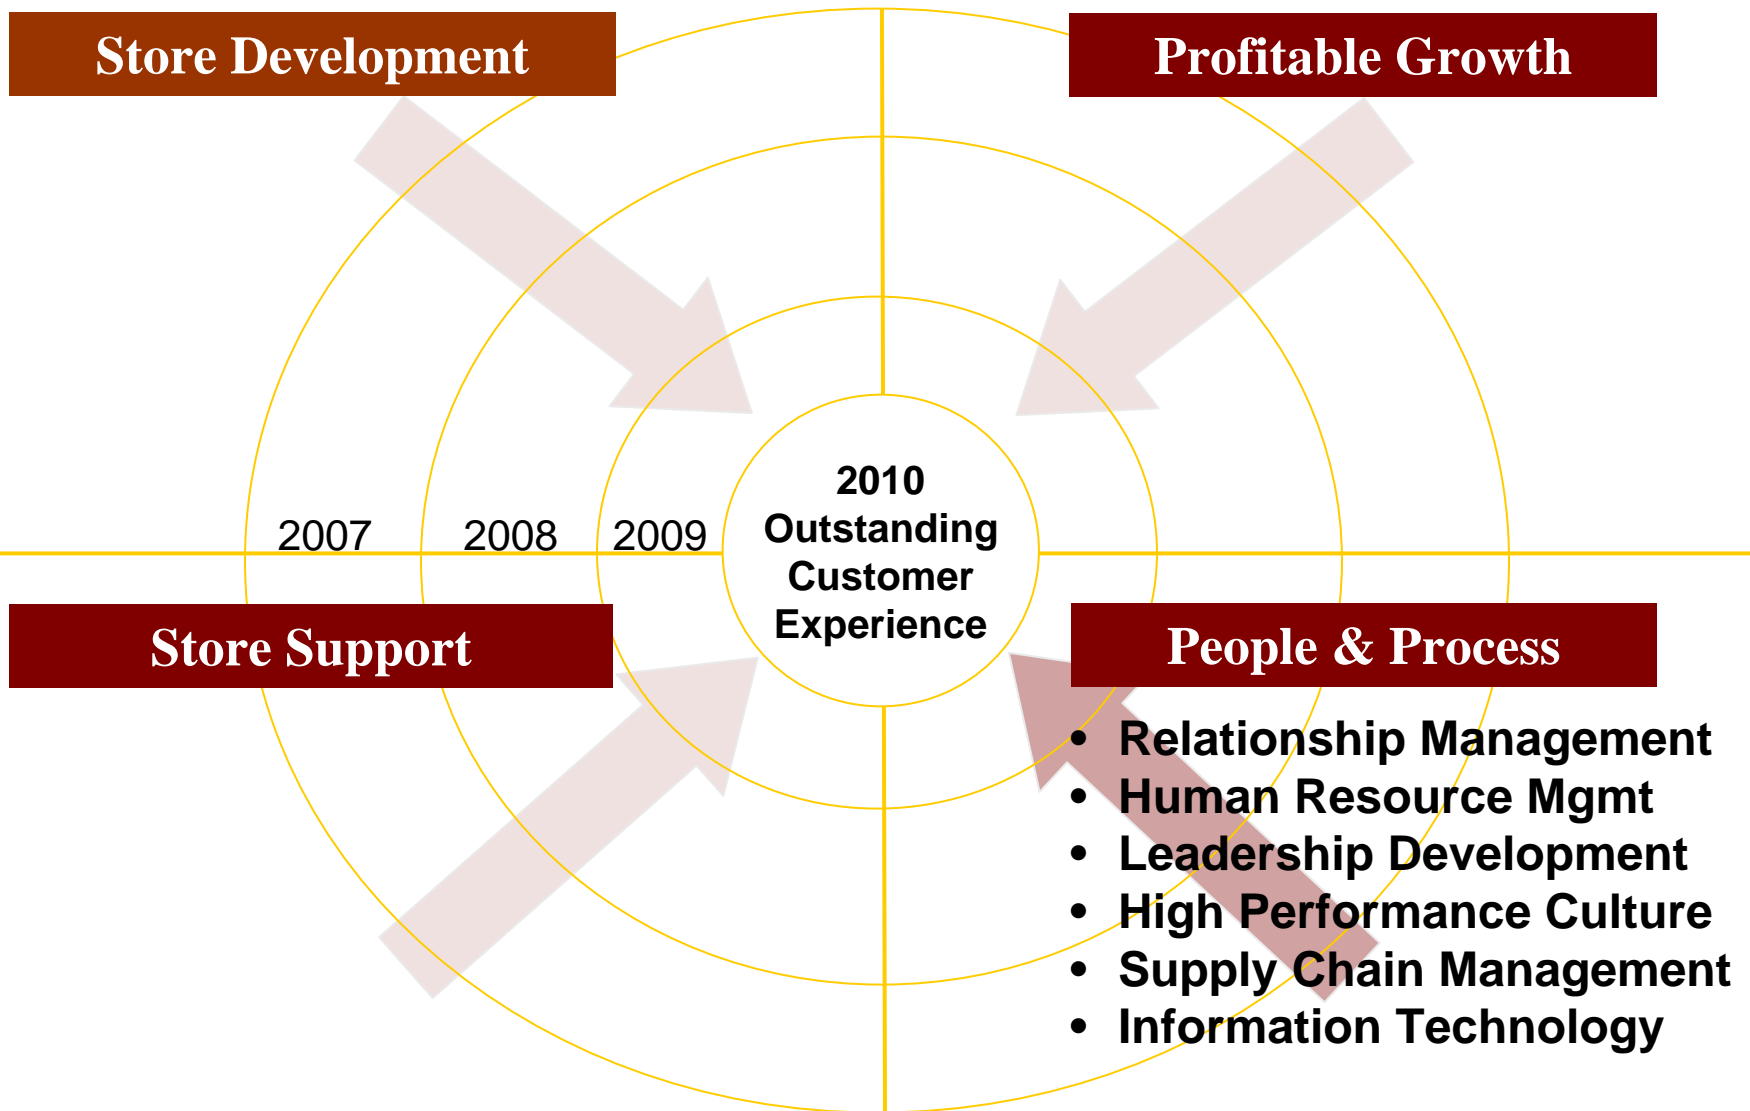 Store Development
Profitable Growth
2007
2008
2009
2010
Outstanding
Customer
Experience
Store Support
People & Process
• Relationship Management
• Human Resource Mgmt
• Leadership Development
• High Performance Culture
• Supply Chain Management
• Information Technology